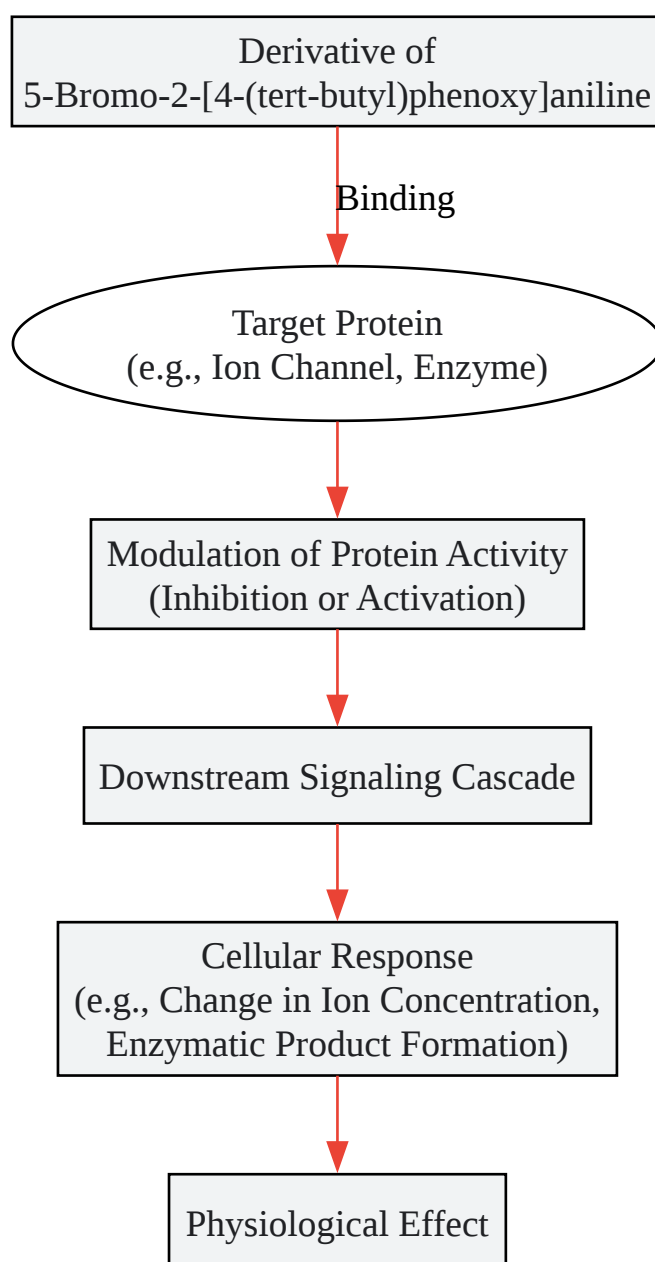 Derivative of
5-Bromo-2-[4-(tert-butyl)phenoxy]aniline
Binding
Target Protein
(e.g., Ion Channel, Enzyme)
Modulation of Protein Activity
(Inhibition or Activation)
Downstream Signaling Cascade
Cellular Response
(e.g., Change in Ion Concentration,
Enzymatic Product Formation)
Physiological Effect